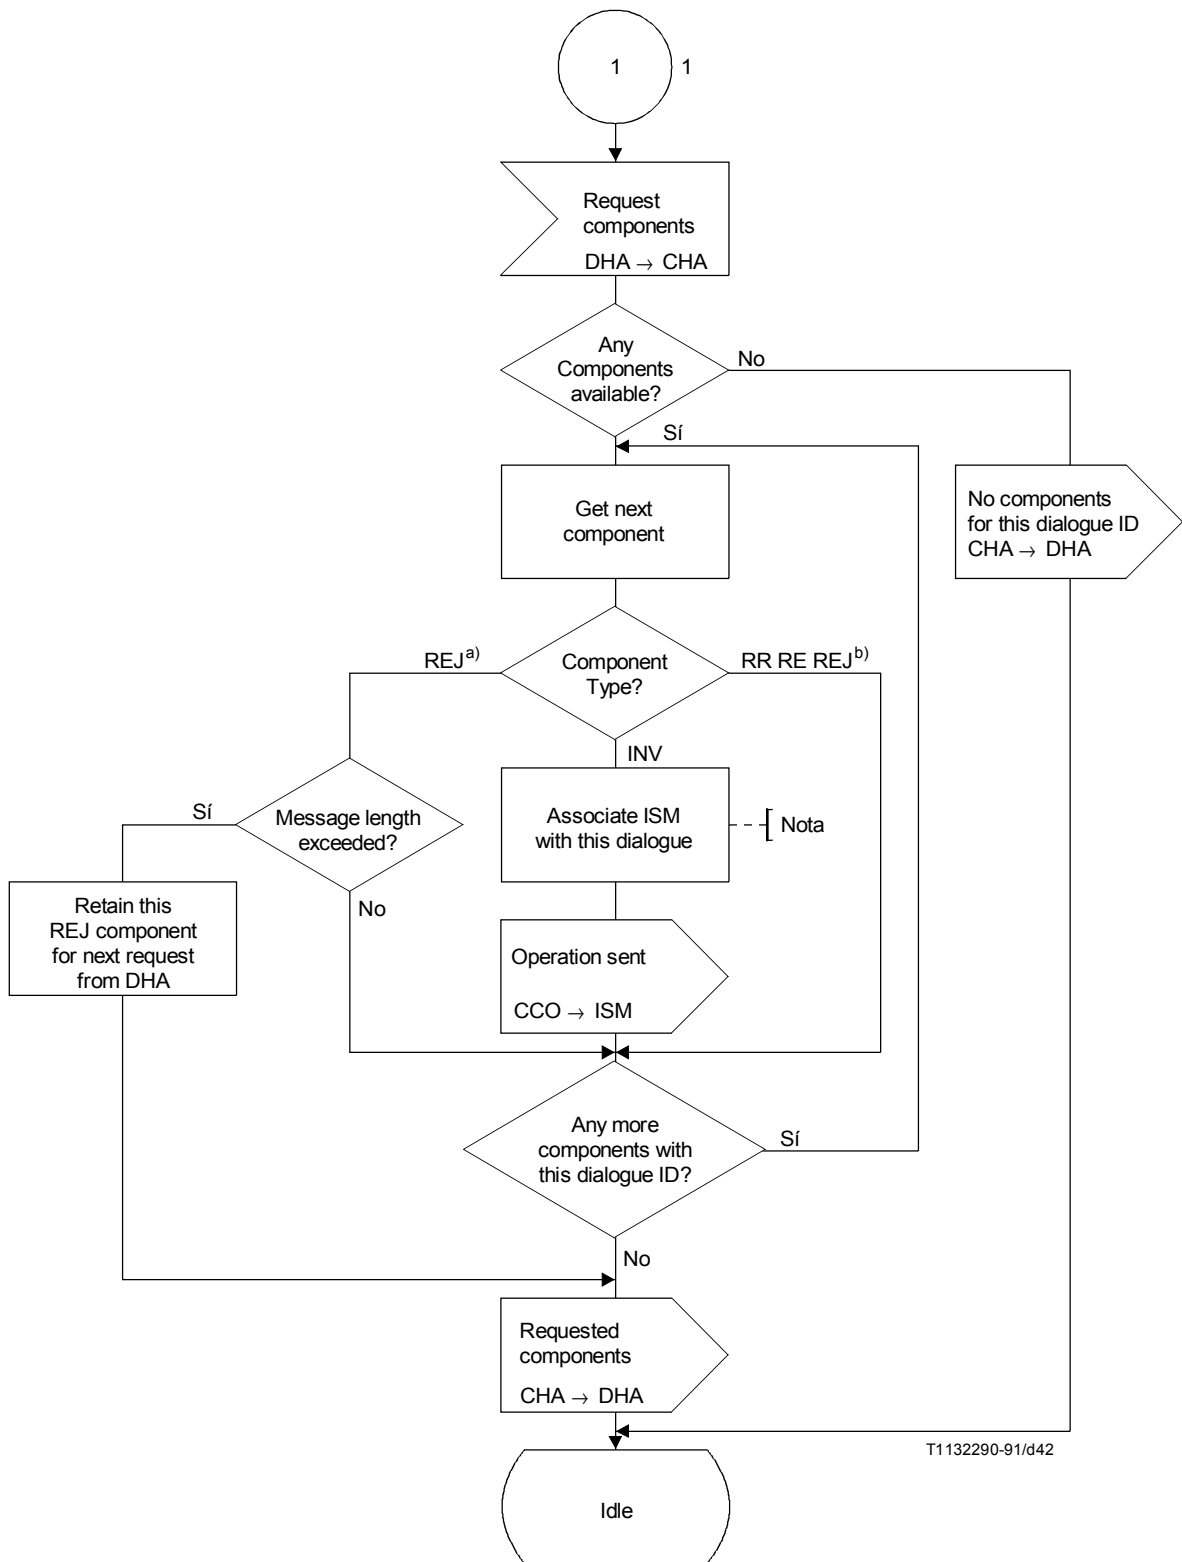 1
1
Request
components
DHA → CHA
Any
Components
available?
No
Sí
Get next
component
No components
for this dialogue ID
CHA → DHA
REJa)
Component
Type?
RR RE REJb)
INV
Sí
Message length
exceeded?
Associate ISM
with this dialogue
Nota
No
Retain this
REJ component
for next request
from DHA
Operation sent
CCO → ISM
Any more
components with
this dialogue ID?
Sí
No
Requested
components
CHA → DHA
T1132290-91/d42
Idle